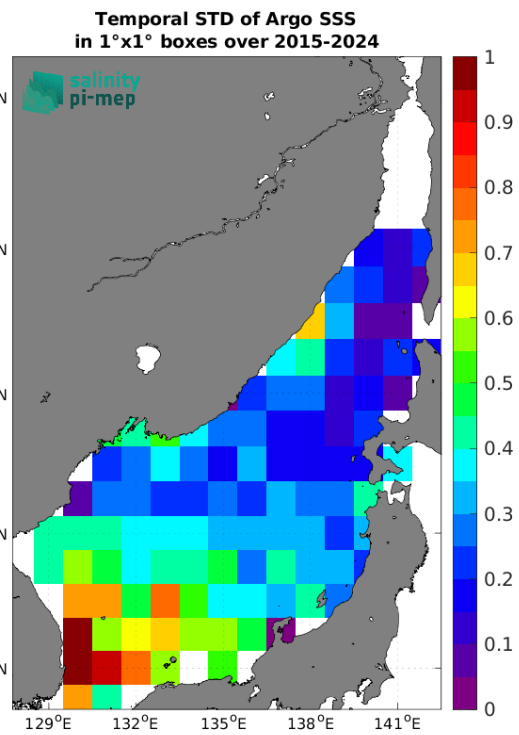 Temporal STD of Argo SSS
in 1°x1° boxes over 2015-2024
salinity
pi-mep
1
0.9
0.8
0.7
0.6
0.5
0.4
0.3
0.2
0.1
0
N
N
N
N
N
129°E 132°E 135°E 138°E 141°E